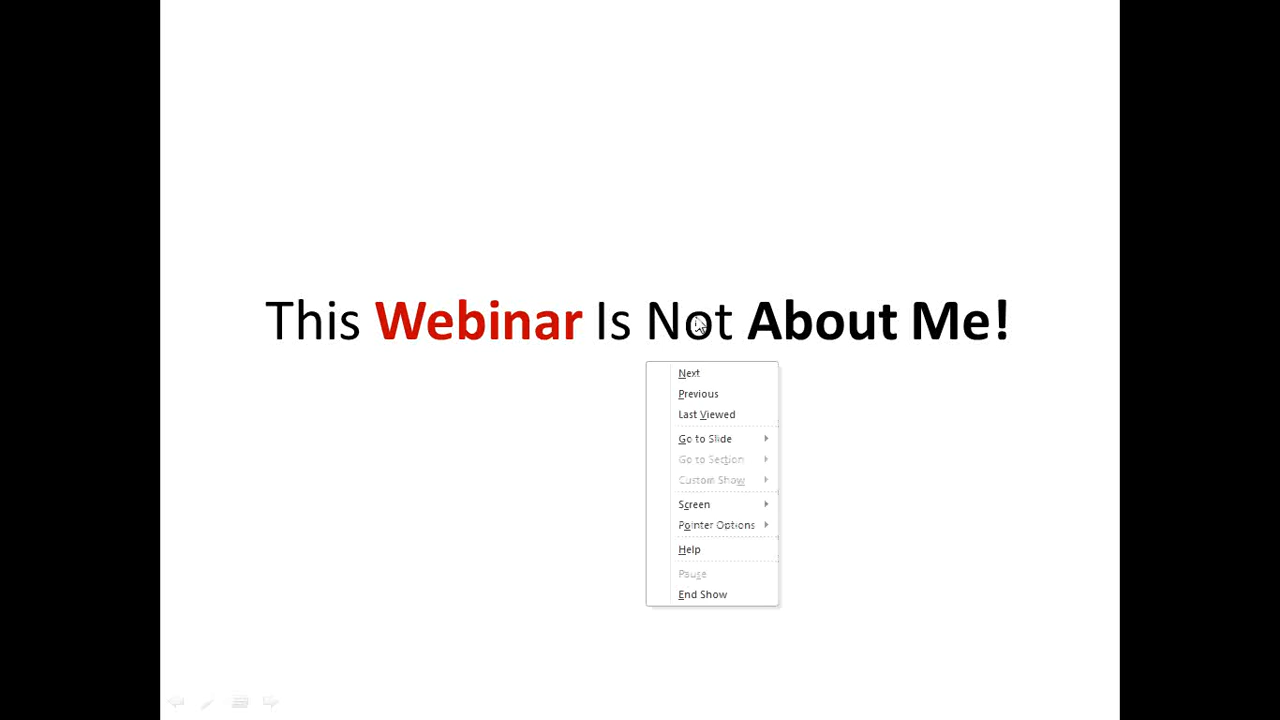 This Webinar Is Not About Me!
Next
Previous
Last Viewed
Go to Slide
Go to Section
Custom Show
Screen
Pointer Options
Help
Pause
End Show